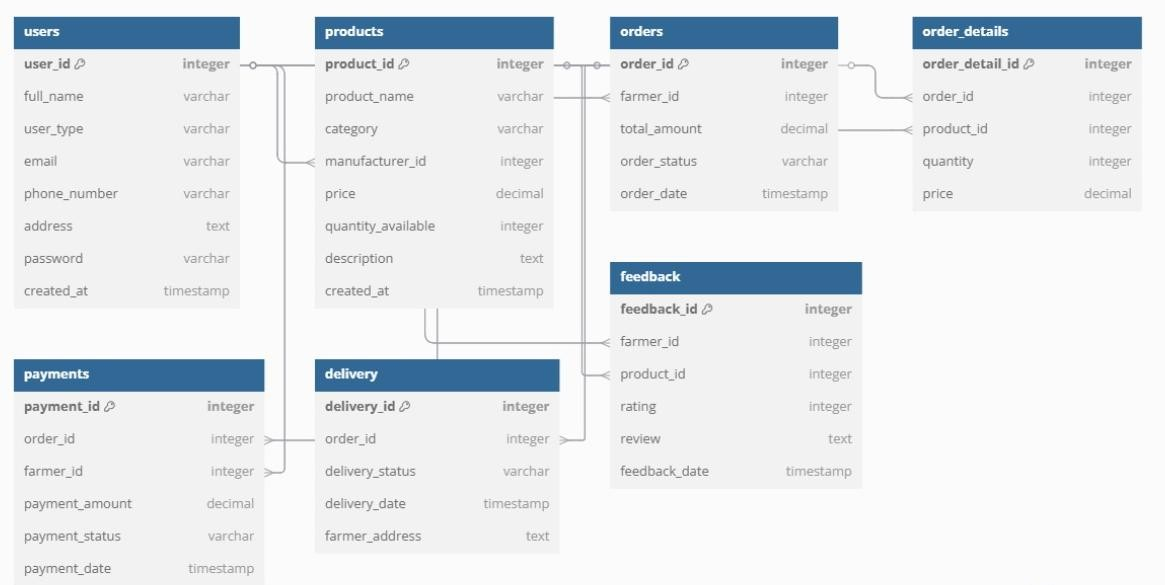 users
user_id integer
full_name varchar
user_type varchar
email varchar
phone_number varchar
address text
password varchar
created_at timestamp
products
product_id integer
product_name varchar
category varchar
manufacturer_id integer
price decimal
quantity_available integer
description text
created_at timestamp
orders
order_id integer
farmer_id integer
total_amount decimal
order_status varchar
order_date timestamp
order_details
order_detail_id integer
order_id integer
product_id integer
quantity integer
price decimal
feedback
feedback_id integer
farmer_id integer
product_id integer
rating integer
review text
feedback_date timestamp
payments
payment_id integer
order_id integer
farmer_id integer
payment_amount decimal
payment_status varchar
payment_date timestamp
delivery
delivery_id integer
order_id integer
delivery_status varchar
delivery_date timestamp
farmer_address text